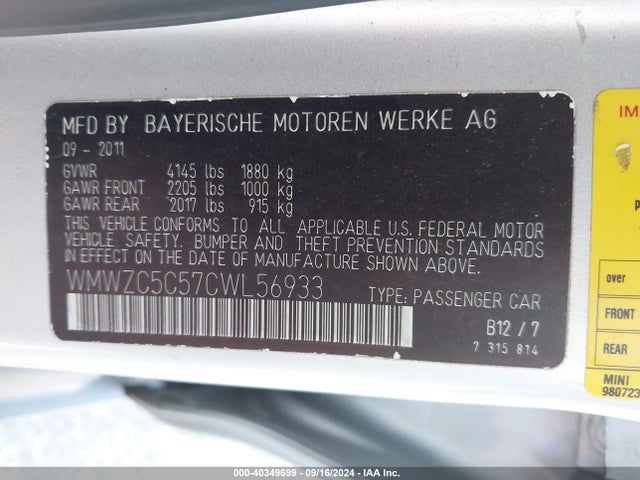 MFD BY BAYERISCHE MOTOREN WERKE AG
09 - 2011
GVWR 4145 lbs 1880 kg
GAWR FRONT 2205 lbs 1000 kg
GAWR REAR 2017 lbs 915 kg
THIS VEHICLE CONFORMS TO ALL APPLICABLE U.S. FEDERAL MOTOR
VEHICLE SAFETY, BUMPER AND THEFT PREVENTION STANDARDS
IN EFFECT ON THE DATE OF MANUFACTURE SHOWN ABOVE.
WMWZC5C57CWL56933 TYPE: PASSENGER CAR
B12 / 7
7 315 814
IM
P
FRONT
REAR
MINI
980723
000-40349699 - 09/16/2024 - IAA Inc.